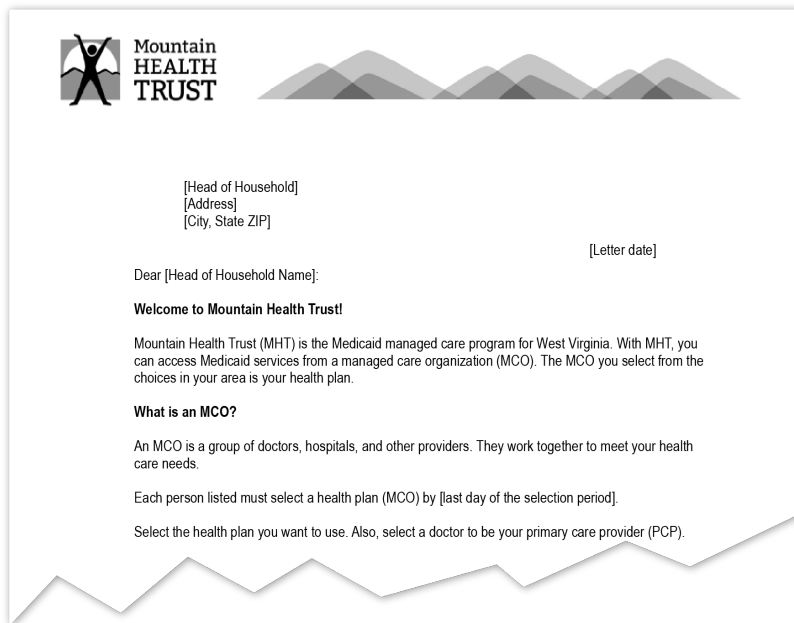 Mountain
HEALTH
TRUST
[Head of Household]
[Address]
[City, State ZIP]
[Letter date]
Dear [Head of Household Name]:
Welcome to Mountain Health Trust!
Mountain Health Trust (MHT) is the Medicaid managed care program for West Virginia. With MHT, you
can access Medicaid services from a managed care organization (MCO). The MCO you select from the
choices in your area is your health plan.
What is an MCO?
An MCO is a group of doctors, hospitals, and other providers. They work together to meet your health
care needs.
Each person listed must select a health plan (MCO) by [last day of the selection period].
Select the health plan you want to use. Also, select a doctor to be your primary care provider (PCP).